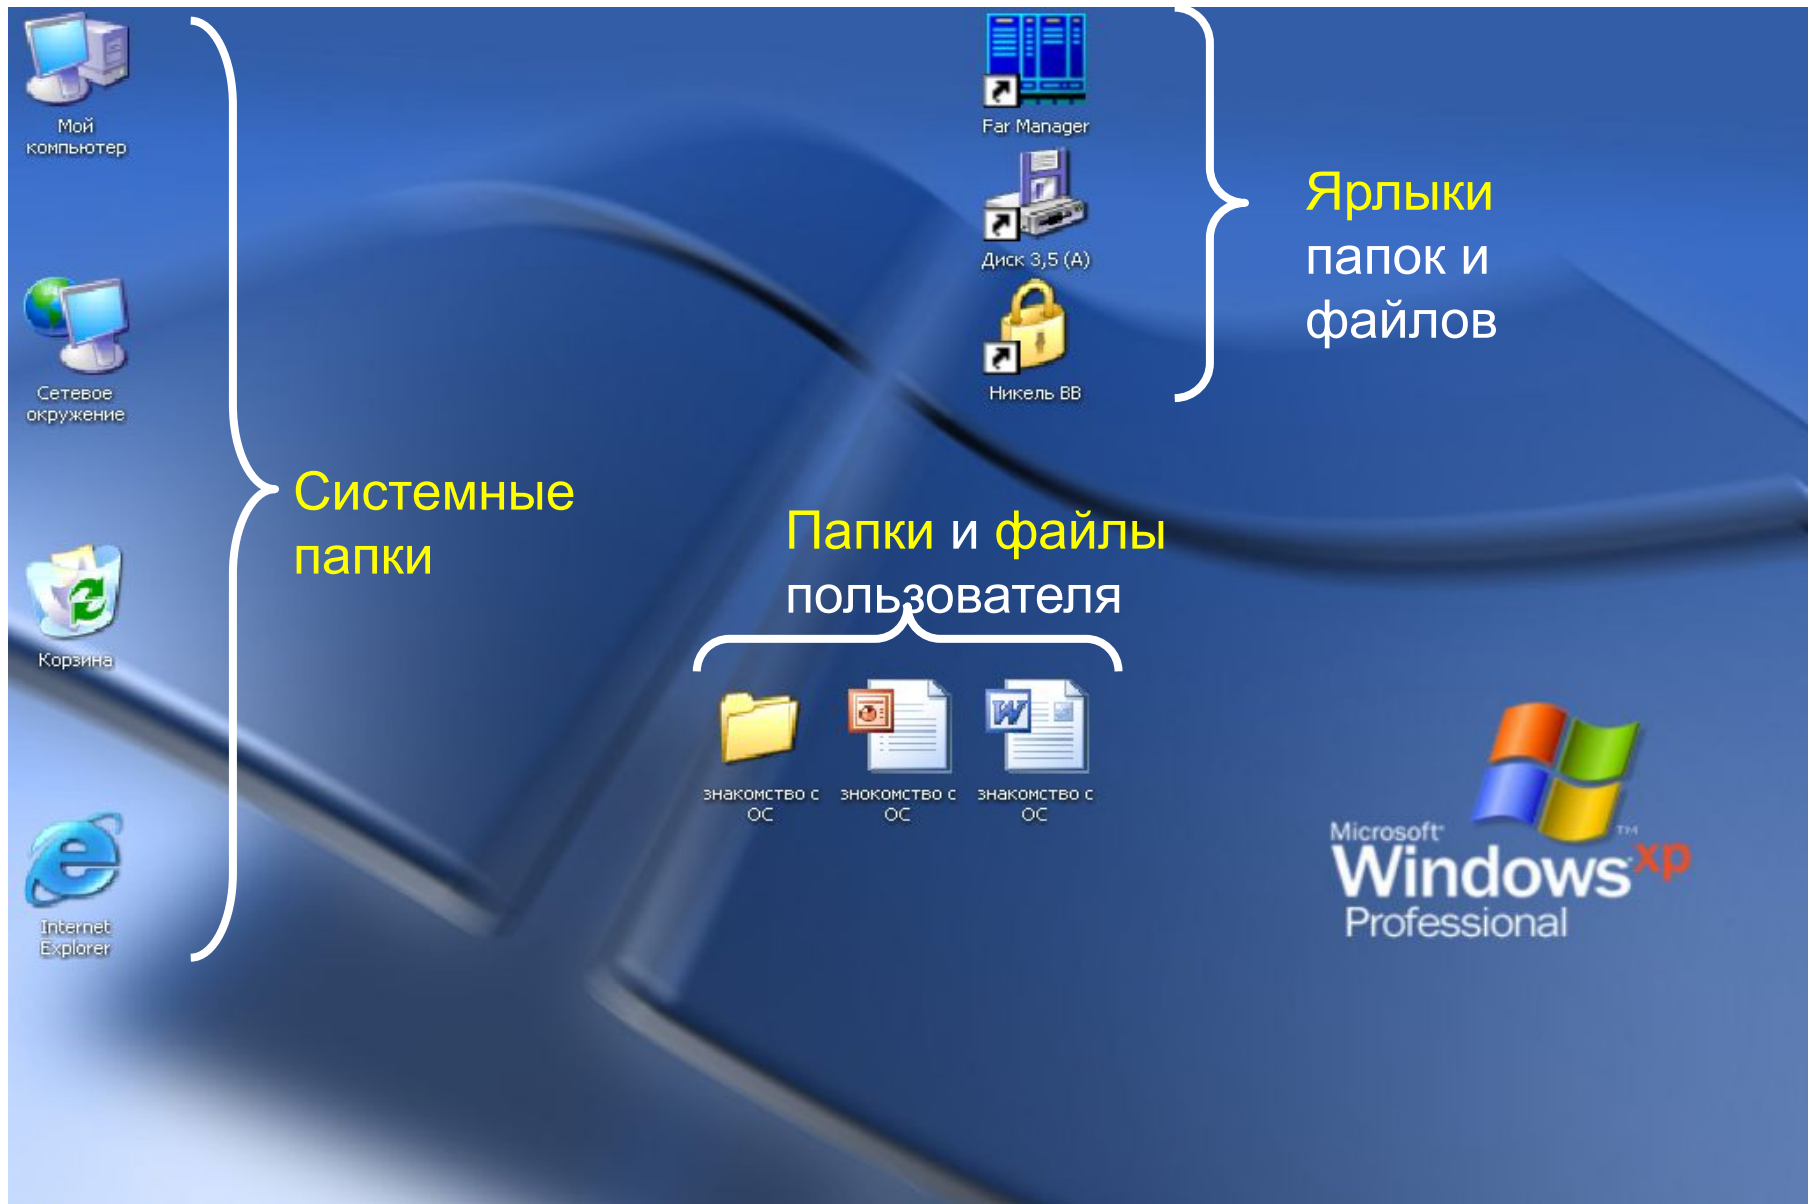 Мой
компьютер
Сетевое
окружение
Корзина
Internet
Explorer
Системные
папки
Far Manager
Диск 3,5 (A)
Никель ВВ
Ярлыки
папок и
файлов
Папки и файлы
пользователя
знакомство с
ОС
знокомство с
ОС
знакомство с
ОС
Microsoft
Windows xp
TM
Professional